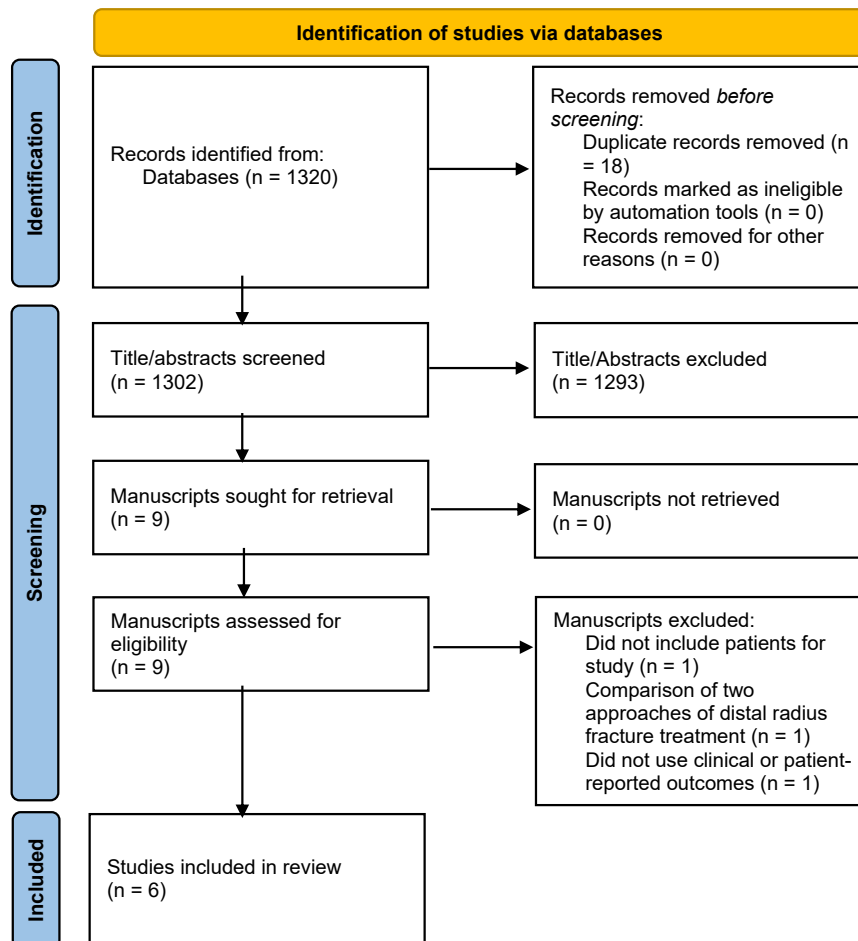 Identification of studies via databases
Identification
Records identified from:
Databases (n = 1320)
Records removed before
screening:
Duplicate records removed (n
= 18)
Records marked as ineligible
by automation tools (n = 0)
Records removed for other
reasons (n = 0)
Screening
Title/abstracts screened
(n = 1302)
Title/Abstracts excluded
(n = 1293)
Manuscripts sought for retrieval
(n = 9)
Manuscripts not retrieved
(n = 0)
Manuscripts assessed for
eligibility
(n = 9)
Manuscripts excluded:
Did not include patients for
study (n = 1)
Comparison of two
approaches of distal radius
fracture treatment (n = 1)
Did not use clinical or patient-
reported outcomes (n = 1)
Included
Studies included in review
(n = 6)